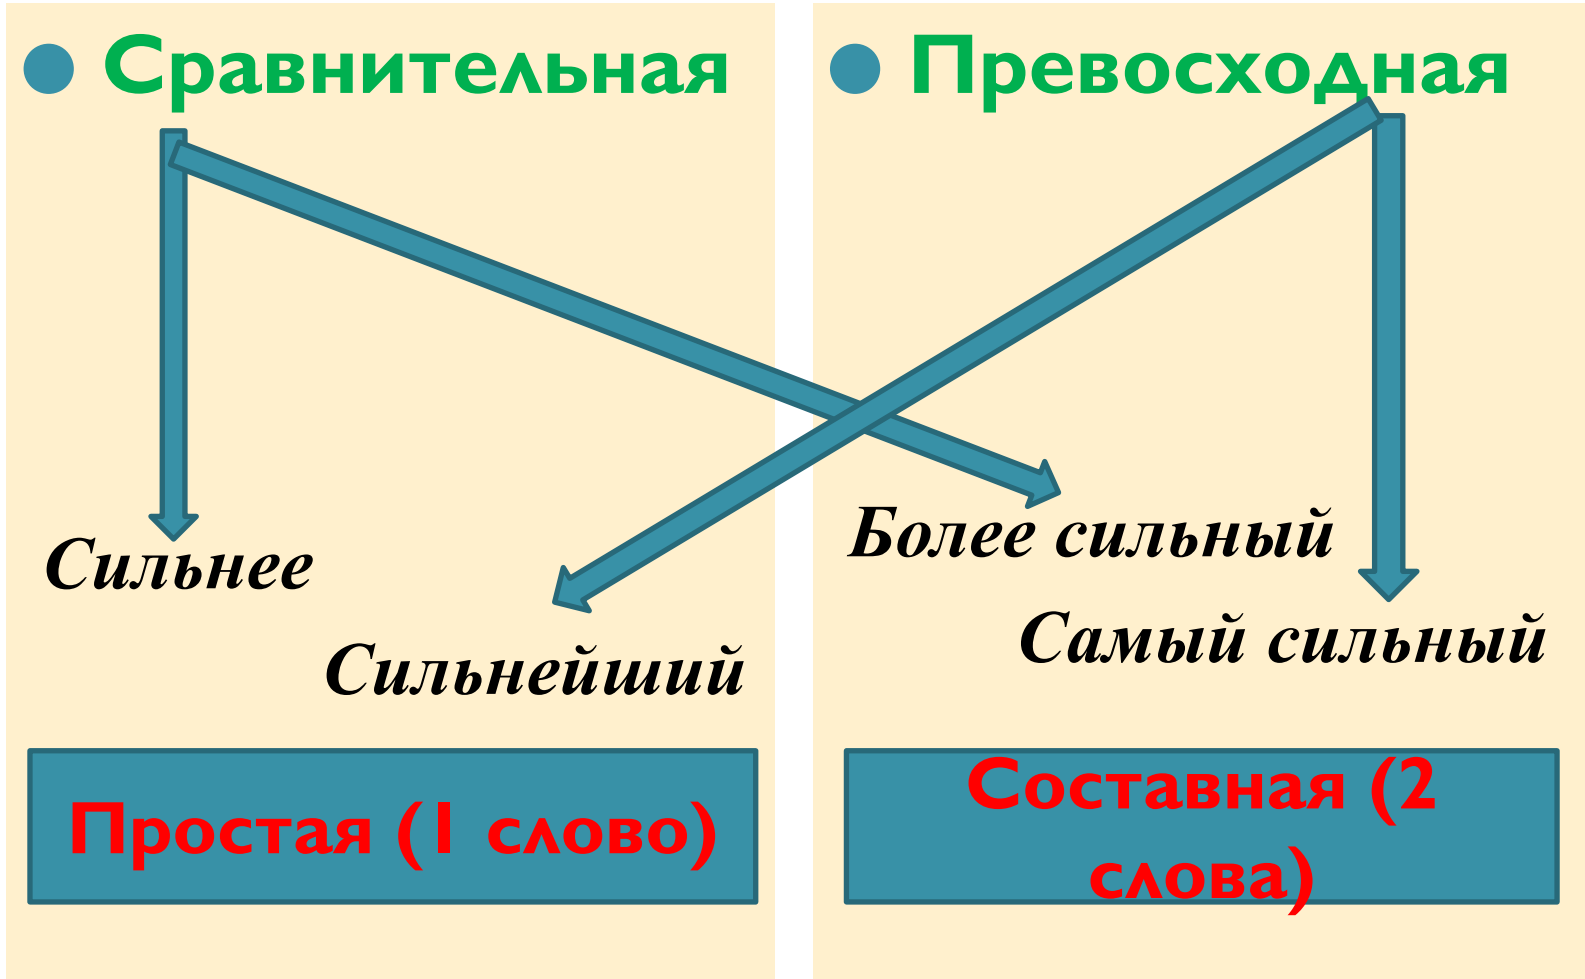 Сравнительная
Превосходная
Сильнее
Сильнейший
Более сильный
Самый сильный
Простая (1 слово)
Составная (2
слова)